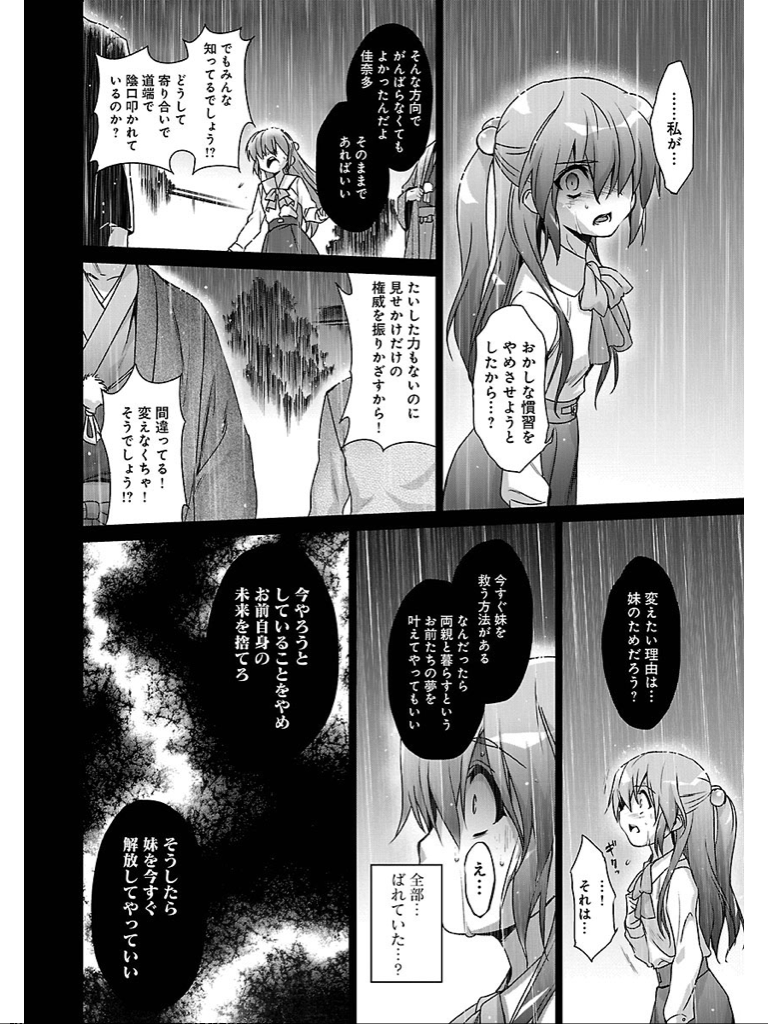 ……私が…
おかしな慣習を
やめさせようと
したから…?
そんな方向で
がんばらなくても
よかったんだよ
佳奈多
そのままで
あればいい
でもみんな
知ってるでしょう!?
どうして
寄り合いで
道端で
陰口叩かれて
いるのか?
たいした力もないのに
見せかけだけの
権威を振りかざすから!
間違ってる!
変えなくちゃ!
そうでしょう!?
変えたい理由は…
妹のためだろう?
ギクッ
…!
それは…
今すぐ妹を
救う方法がある
なんだったら
両親と暮らすという
お前たちの夢を
叶えてやってもいい
え…
全部…
ばれていた…?
今やろうと
していることをやめ
お前自身の
未来を捨てろ
そうしたら
妹を今すぐ
解放してやっていい